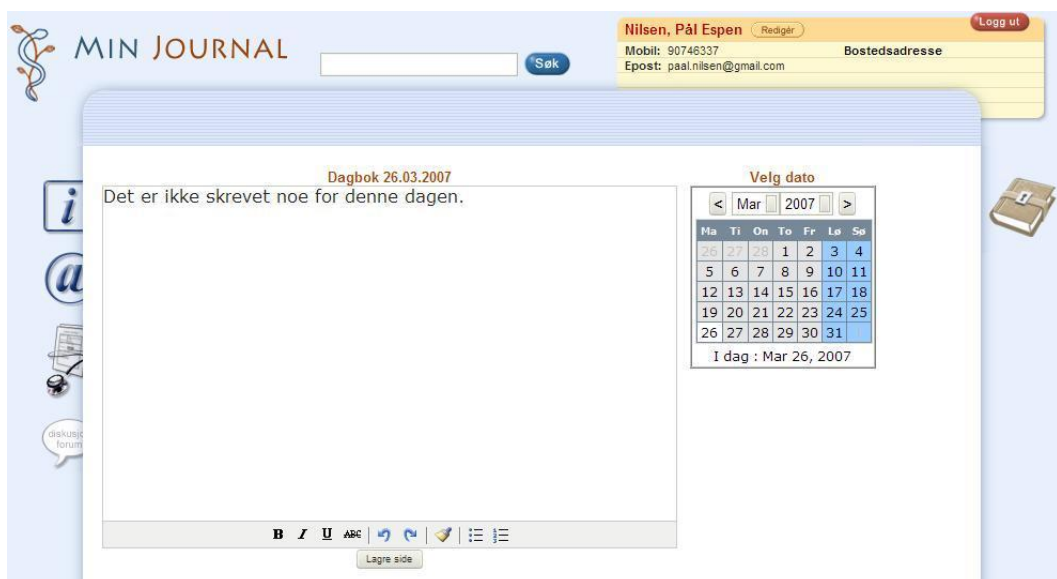 MIN JOURNAL
Søk
Nilsen, Pål Espen Redigér
Logg ut
Mobil: 90746337 Bostedsadresse
Epost: paal.nilsen@gmail.com
Dagbok 26.03.2007
Det er ikke skrevet noe for denne dagen.
Velg dato
< Mar 2007 >
Ma Ti On To Fr Lø Sø
26 27 28 1 2 3 4
5 6 7 8 9 10 11
12 13 14 15 16 17 18
19 20 21 22 23 24 25
26 27 28 29 30 31
I dag : Mar 26, 2007
i
@
forum
B I U ABC
Lagre side